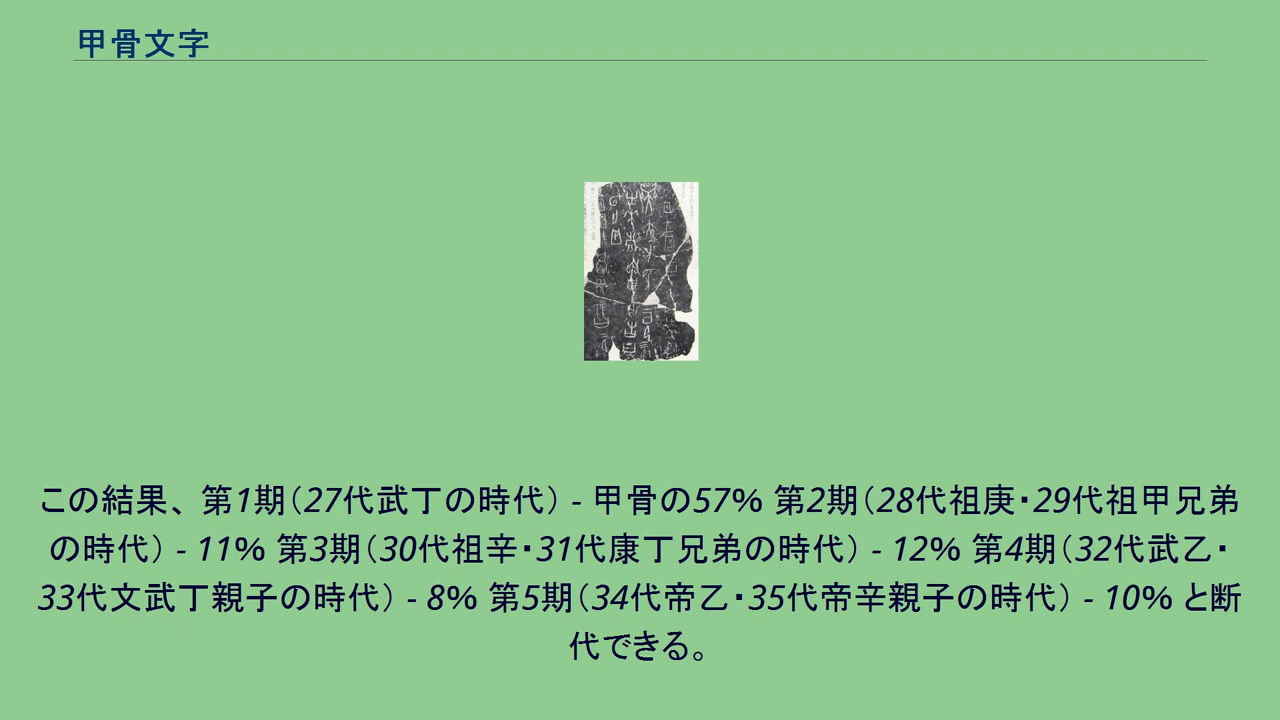 甲骨文字
この結果、第1期（27代武丁の時代） - 甲骨の57% 第2期（28代祖庚・29代祖甲兄弟
の時代） - 11% 第3期（30代祖辛・31代康丁兄弟の時代） - 12% 第4期（32代武乙・
33代文武丁親子の時代） - 8% 第5期（34代帝乙・35代帝辛親子の時代） - 10% と断
代できる。